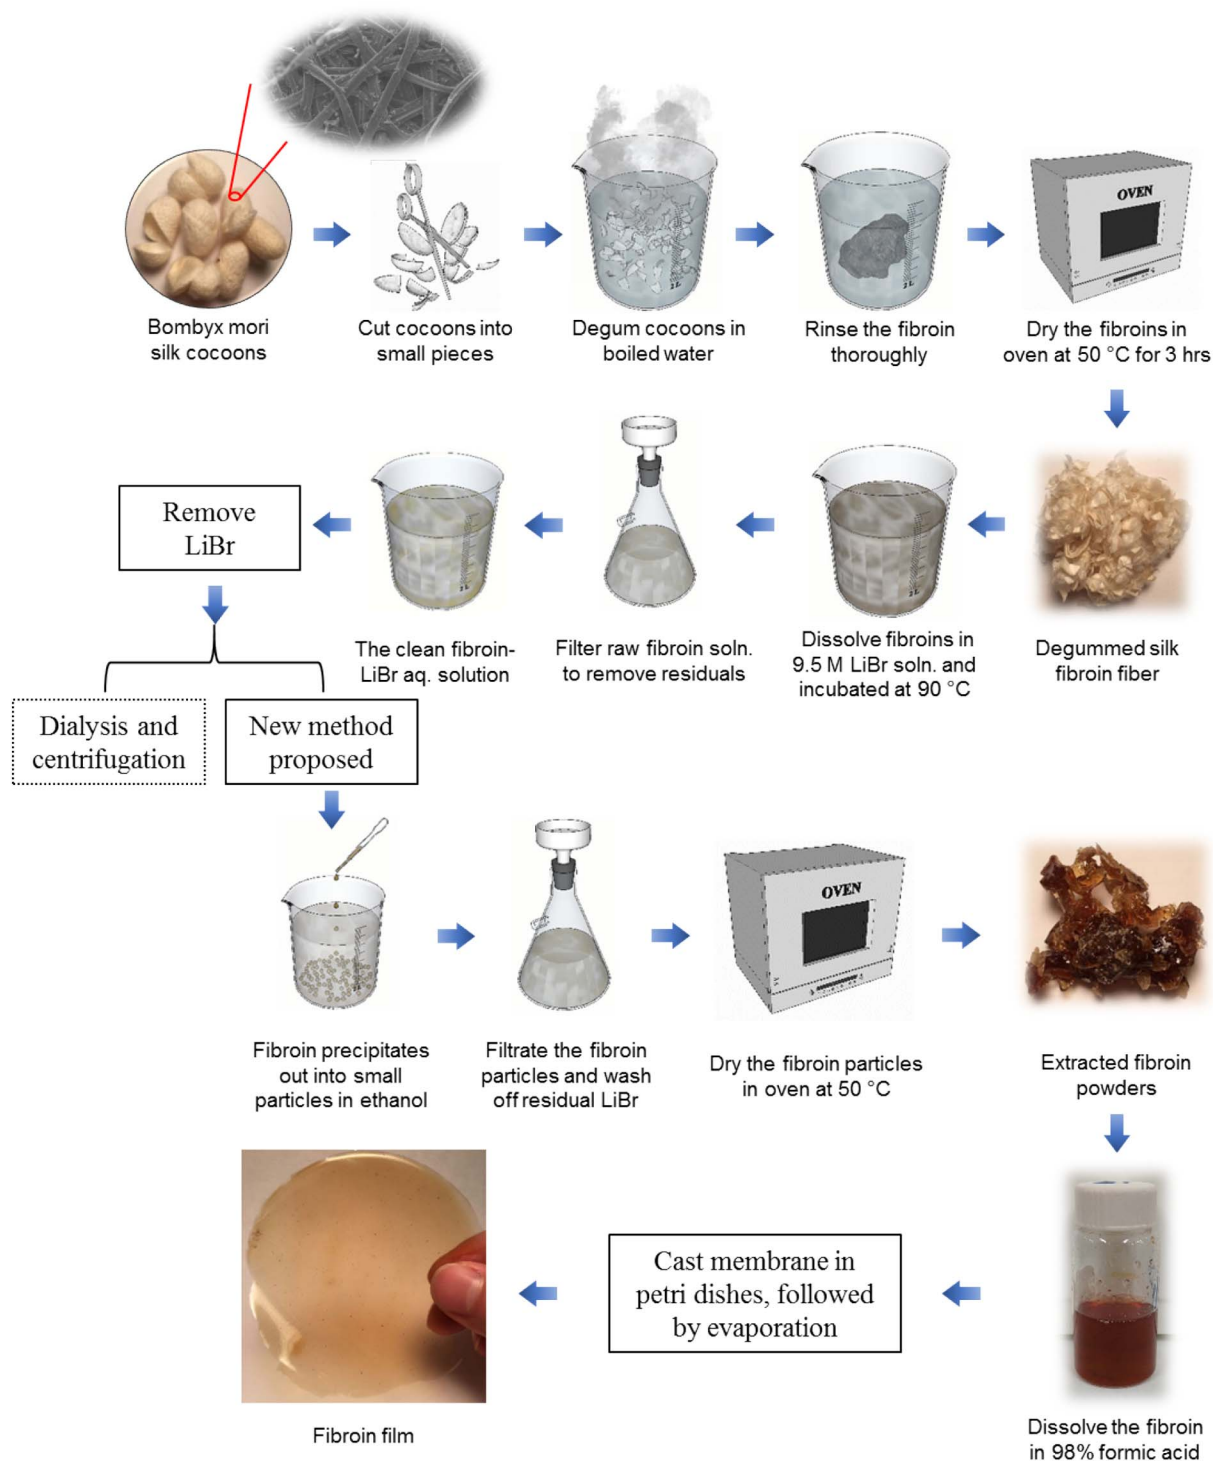 Bombyx mori
silk cocoons
Cut cocoons into
small pieces
Degum cocoons in
boiled water
Rinse the fibroin
thoroughly
OVEN
Dry the fibroins in
oven at 50 °C for 3 hrs
Degummed silk
fibroin fiber
Dissolve fibroins in
9.5 M LiBr soln. and
incubated at 90 °C
Filter raw fibroin soln.
to remove residuals
The clean fibroin-
LiBr aq. solution
Remove
LiBr
Dialysis and
centrifugation
New method
proposed
Fibroin precipitates
out into small
particles in ethanol
Filtrate the fibroin
particles and wash
off residual LiBr
OVEN
Dry the fibroin particles
in oven at 50 °C
Extracted fibroin
powders
Dissolve the fibroin
in 98% formic acid
Cast membrane in
petri dishes, followed
by evaporation
Fibroin film